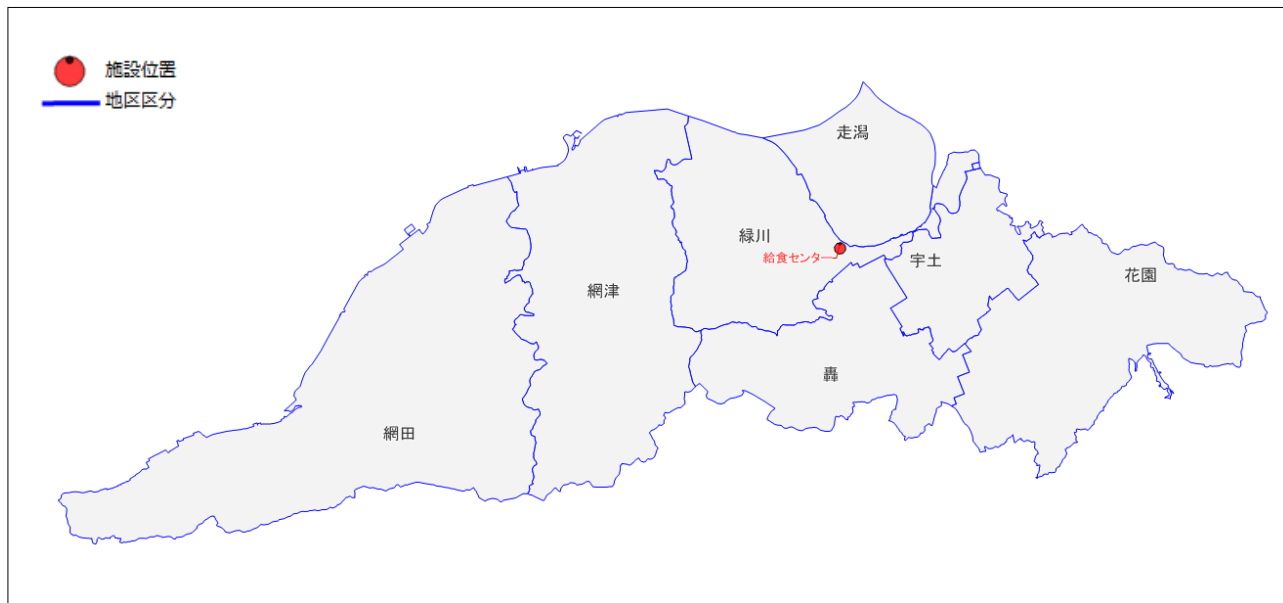 施設位置
地区区分
走潟
緑川
給食センター
宇土
花園
網津
轟
網田